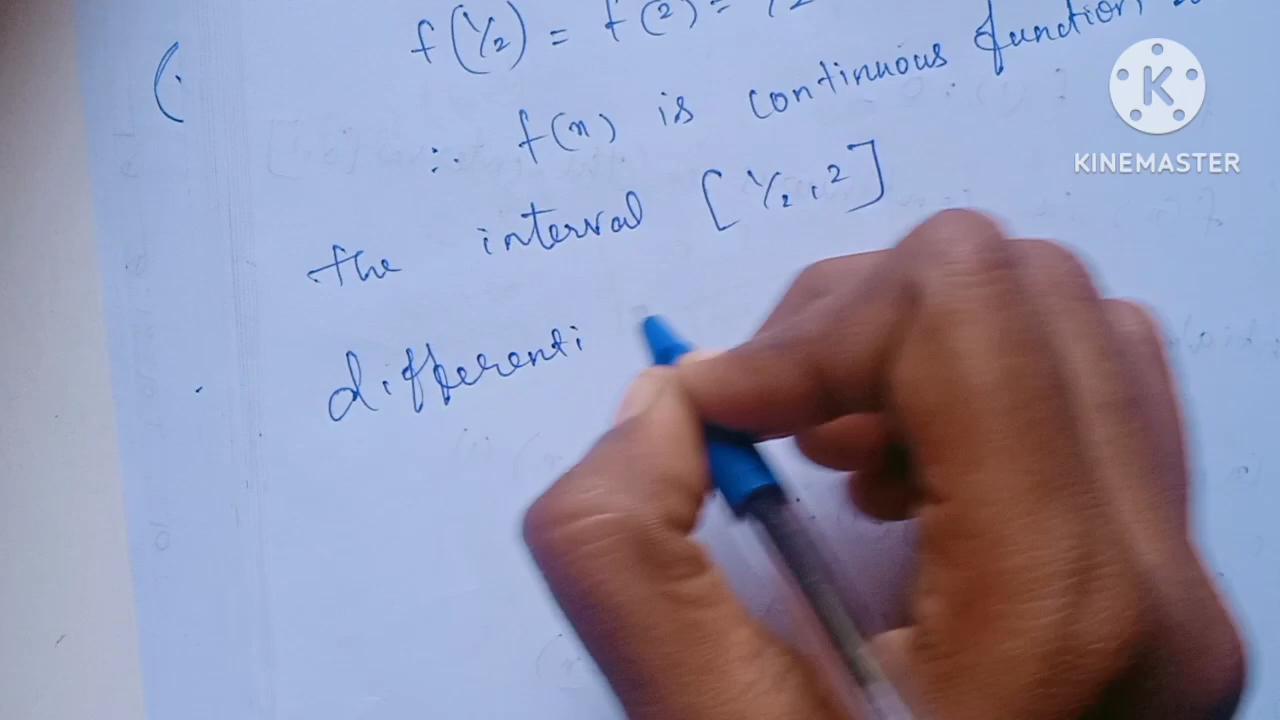 f(1/2) = f(2) =
∴ f(x) is continuous function
the interval [1/2, 2]
differenti
K
KINEMASTER